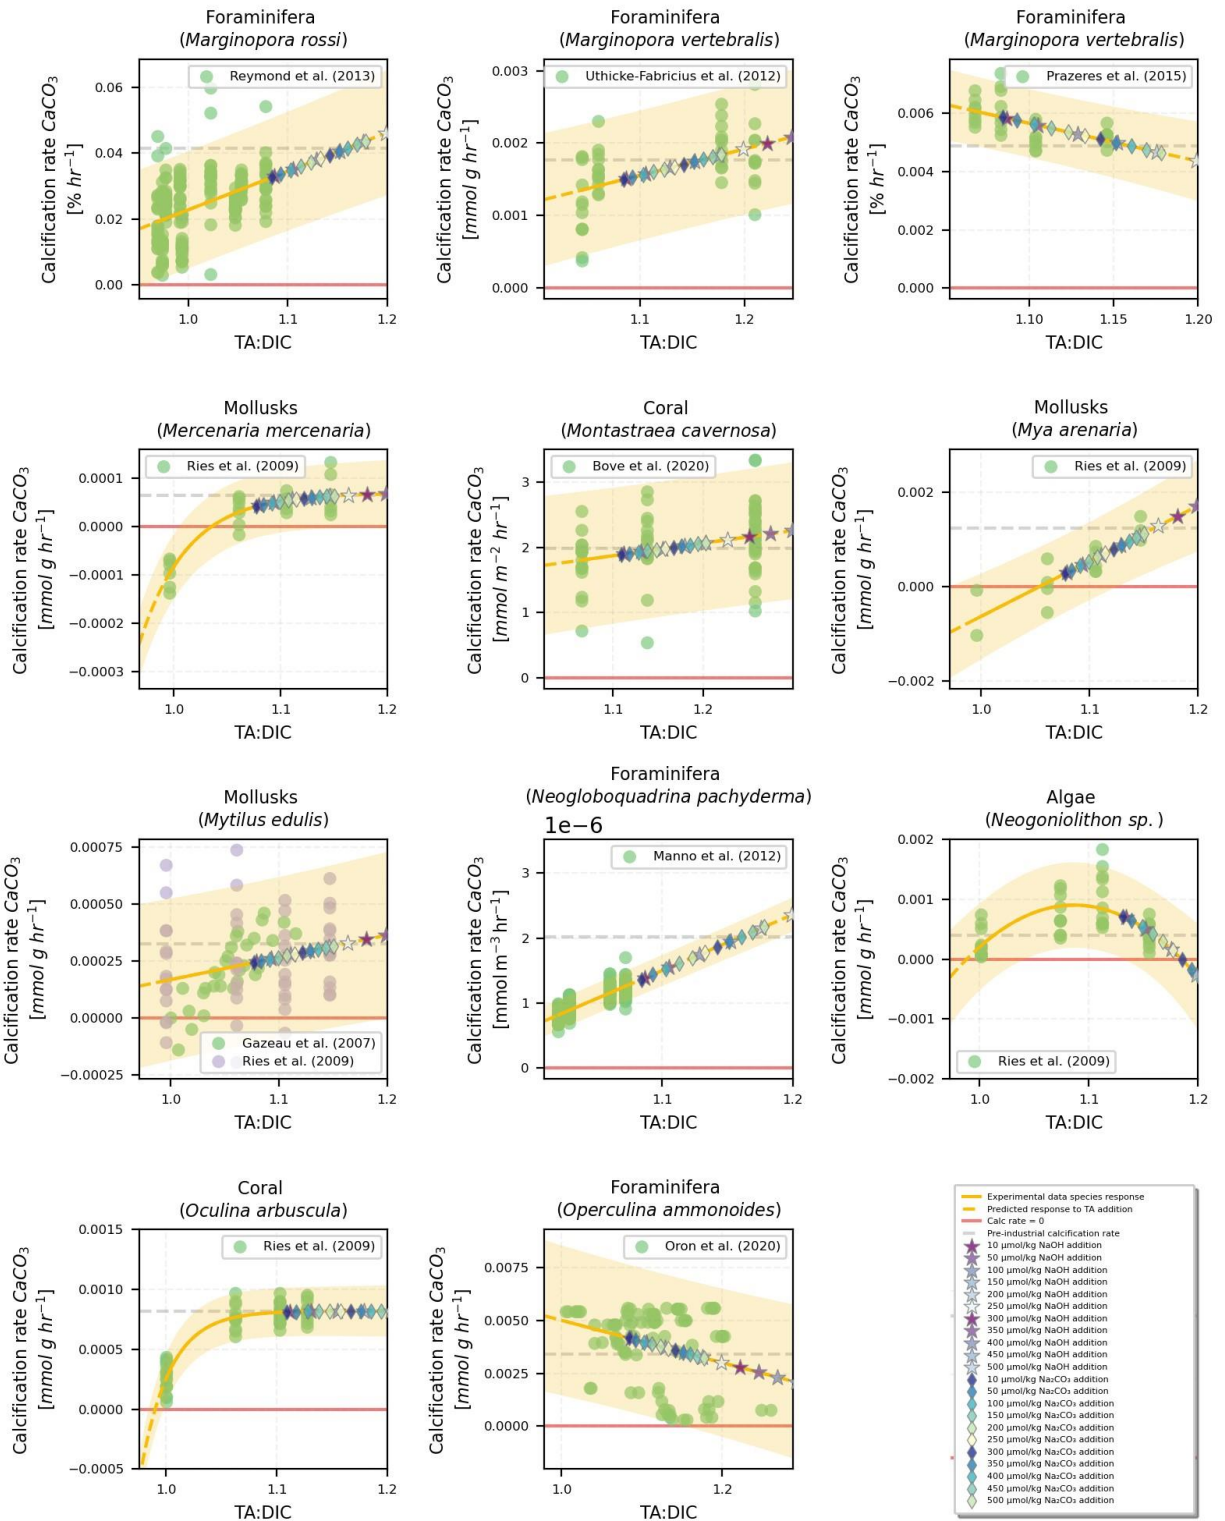 Foraminifera
(Marginopora rossi)
Calcification rate CaCO3
[% hr−1]
Reymond et al. (2013)
0.06
0.04
0.02
0.00
1.0 1.1 1.2
TA:DIC
Foraminifera
(Marginopora vertebralis)
Calcification rate CaCO3
[mmol g hr−1]
Uthicke-Fabricius et al. (2012)
0.003
0.002
0.001
0.000
1.1 1.2
TA:DIC
Foraminifera
(Marginopora vertebralis)
Calcification rate CaCO3
[% hr−1]
Prazeres et al. (2015)
0.006
0.004
0.002
0.000
1.10 1.15 1.20
TA:DIC
Mollusks
(Mercenaria mercenaria)
Calcification rate CaCO3
[mmol g hr−1]
Ries et al. (2009)
0.0001
0.0000
−0.0001
−0.0002
−0.0003
1.0 1.1 1.2
TA:DIC
Coral
(Montastraea cavernosa)
Calcification rate CaCO3
[mmol m−2 hr−1]
Bove et al. (2020)
3
2
1
0
1.1 1.2
TA:DIC
Mollusks
(Mya arenaria)
Calcification rate CaCO3
[mmol g hr−1]
Ries et al. (2009)
0.002
0.000
−0.002
1.0 1.1 1.2
TA:DIC
Mollusks
(Mytilus edulis)
Calcification rate CaCO3
[mmol g hr−1]
0.00075
0.00050
0.00025
0.00000
−0.00025
Gazeau et al. (2007)
Ries et al. (2009)
1.0 1.1 1.2
TA:DIC
Foraminifera
(Neogloboquadrina pachyderma)
1e−6
Calcification rate CaCO3
[mmol m−3 hr−1]
Manno et al. (2012)
3
2
1
0
1.1 1.2
TA:DIC
Algae
(Neogoniolithon sp.)
Calcification rate CaCO3
[mmol g hr−1]
0.002
0.001
0.000
−0.001
−0.002
Ries et al. (2009)
1.0 1.1 1.2
TA:DIC
Coral
(Oculina arbuscula)
Calcification rate CaCO3
[mmol g hr−1]
Ries et al. (2009)
0.0015
0.0010
0.0005
0.0000
−0.0005
1.0 1.1 1.2
TA:DIC
Foraminifera
(Operculina ammonoides)
Calcification rate CaCO3
[mmol g hr−1]
Oron et al. (2020)
0.0075
0.0050
0.0025
0.0000
1.0 1.1 1.2
TA:DIC
Experimental data species response
Predicted response to TA addition
Calc rate = 0
Pre-industrial calcification rate
10 μmol/kg NaOH addition
50 μmol/kg NaOH addition
100 μmol/kg NaOH addition
150 μmol/kg NaOH addition
200 μmol/kg NaOH addition
250 μmol/kg NaOH addition
300 μmol/kg NaOH addition
350 μmol/kg NaOH addition
400 μmol/kg NaOH addition
450 μmol/kg NaOH addition
500 μmol/kg NaOH addition
10 μmol/kg Na₂CO₃ addition
50 μmol/kg Na₂CO₃ addition
100 μmol/kg Na₂CO₃ addition
150 μmol/kg Na₂CO₃ addition
200 μmol/kg Na₂CO₃ addition
250 μmol/kg Na₂CO₃ addition
300 μmol/kg Na₂CO₃ addition
350 μmol/kg Na₂CO₃ addition
400 μmol/kg Na₂CO₃ addition
450 μmol/kg Na₂CO₃ addition
500 μmol/kg Na₂CO₃ addition